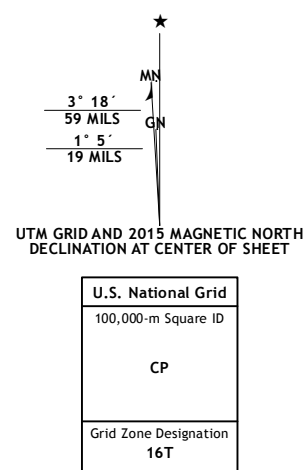 MN
3° 18´
59 MILS
GN
1° 5´
19 MILS
UTM GRID AND 2015 MAGNETIC NORTH
DECLINATION AT CENTER OF SHEET
U.S. National Grid
100,000-m Square ID
CP
Grid Zone Designation
16T